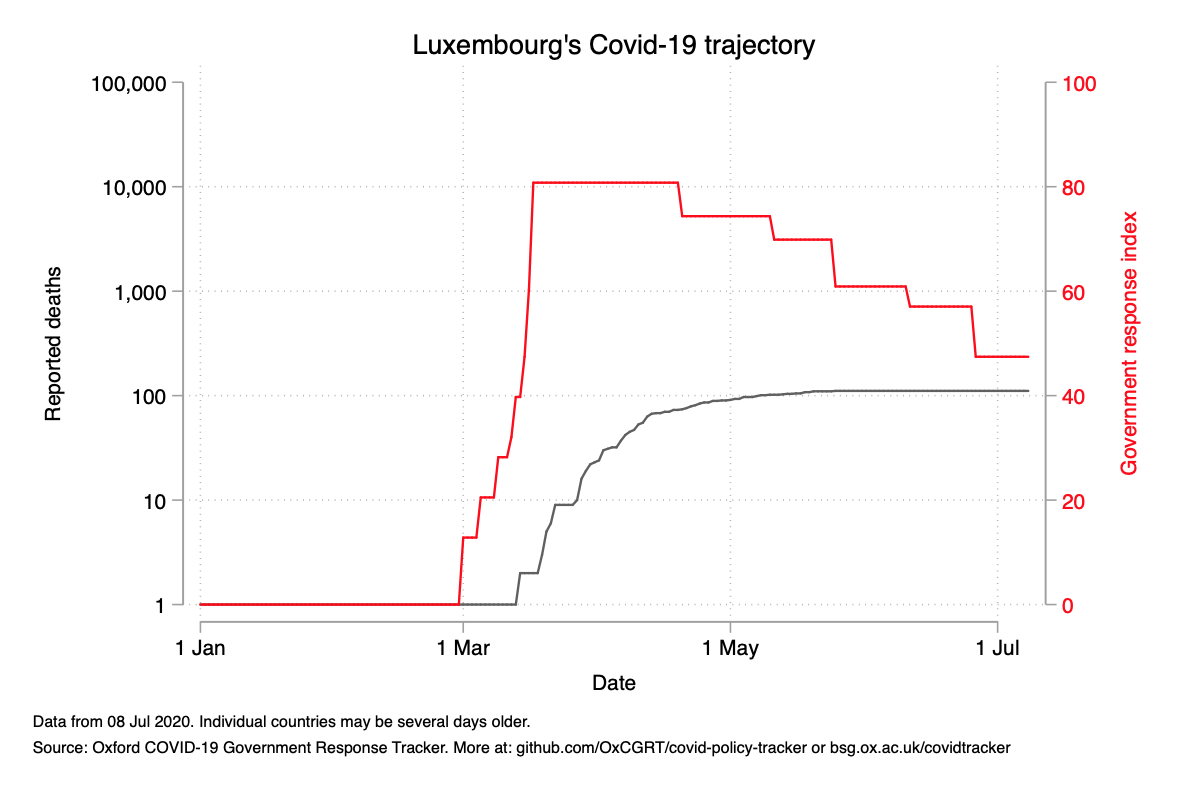 Luxembourg's Covid-19 trajectory
100,000
10,000
1,000
100
10
1
Reported deaths
100
80
60
40
20
0
Government response index
1 Jan
1 Mar
1 May
1 Jul
Date
Data from 08 Jul 2020. Individual countries may be several days older.
Source: Oxford COVID-19 Government Response Tracker. More at: github.com/OxCGRT/covid-policy-tracker or bsg.ox.ac.uk/covidtracker